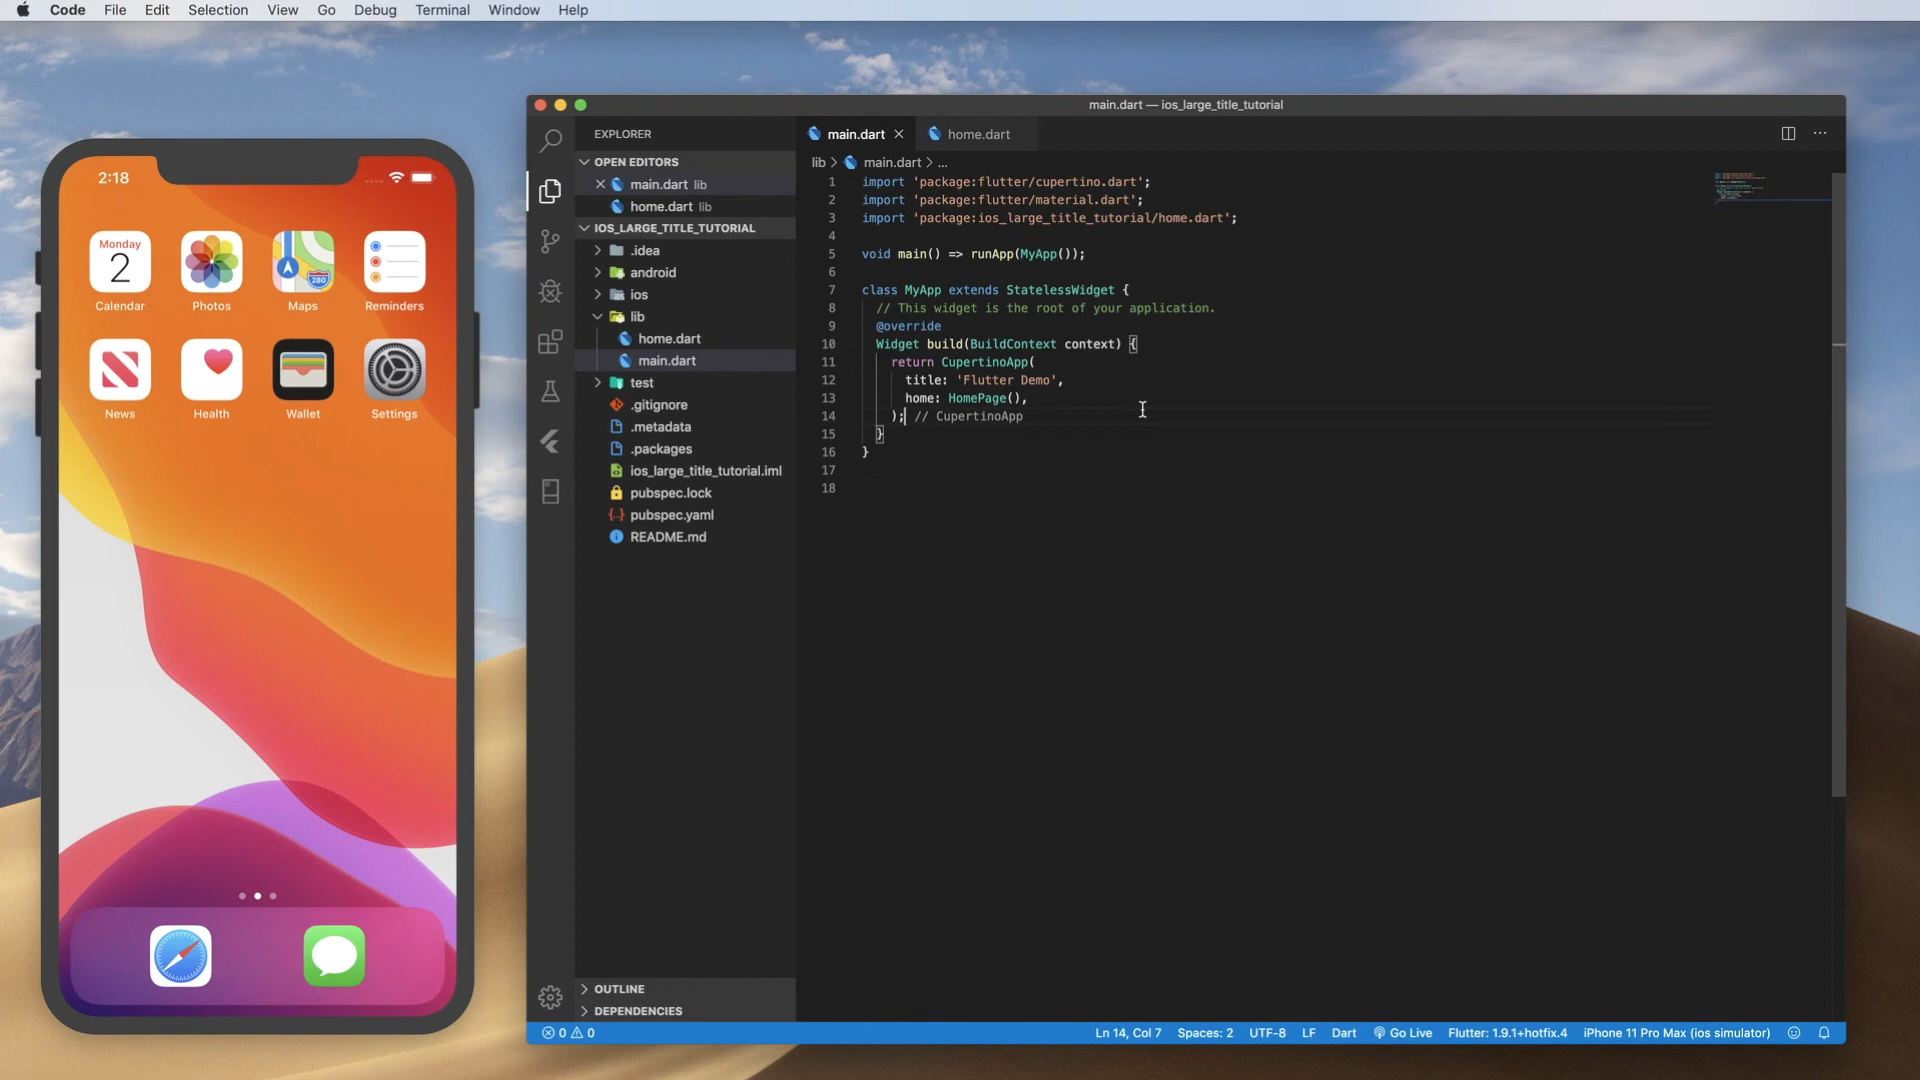 Code File Edit Selection View Go Debug Terminal Window Help
2:18
Monday
2
280
Calendar Photos Maps Reminders
News Health Wallet Settings
main.dart — ios_large_title_tutorial
EXPLORER
OPEN EDITORS
main.dart lib
home.dart lib
IOS_LARGE_TITLE_TUTORIAL
.idea
android
ios
lib
home.dart
main.dart
test
.gitignore
.metadata
.packages
ios_large_title_tutorial.iml
pubspec.lock
pubspec.yaml
README.md
OUTLINE
DEPENDENCIES
main.dart home.dart
lib > main.dart > ...
1 import 'package:flutter/cupertino.dart';
2 import 'package:flutter/material.dart';
3 import 'package:ios_large_title_tutorial/home.dart';
4
5 void main() => runApp(MyApp());
6
7 class MyApp extends StatelessWidget {
8 // This widget is the root of your application.
9 @override
10 Widget build(BuildContext context) {
11 return CupertinoApp(
12 title: 'Flutter Demo',
13 home: HomePage(),
14 ); // CupertinoApp
15 }
16 }
17
18
0 0 Ln 14, Col 7 Spaces: 2 UTF-8 LF Dart Go Live Flutter: 1.9.1+hotfix.4 iPhone 11 Pro Max (ios simulator)